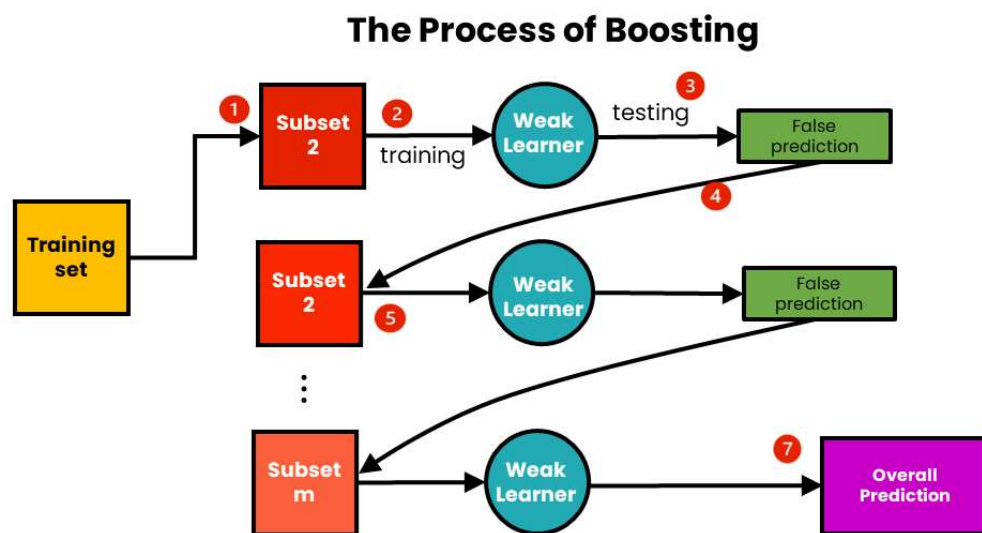 The Process of Boosting
1
Subset
2
2
training
Weak
Learner
3
testing
False
prediction
4
Training
set
Subset
2
5
Weak
Learner
False
prediction
Subset
m
Weak
Learner
7
Overall
Prediction